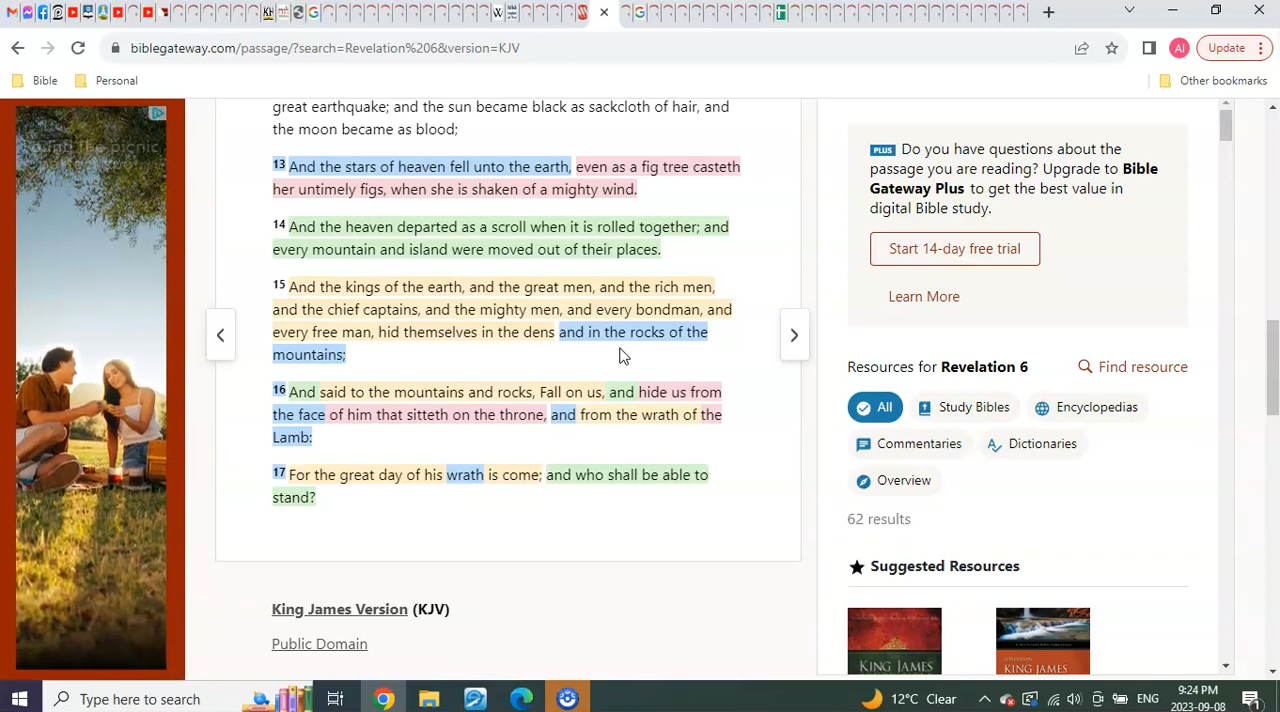 biblegateway.com/passage/?search=Revelation%206&version=KJV
AI
Update
Bible
Personal
Other bookmarks
great earthquake; and the sun became black as sackcloth of hair, and
the moon became as blood;
13 And the stars of heaven fell unto the earth, even as a fig tree casteth
her untimely figs, when she is shaken of a mighty wind.
14 And the heaven departed as a scroll when it is rolled together; and
every mountain and island were moved out of their places.
15 And the kings of the earth, and the great men, and the rich men,
and the chief captains, and the mighty men, and every bondman, and
every free man, hid themselves in the dens and in the rocks of the
mountains;
16 And said to the mountains and rocks, Fall on us, and hide us from
the face of him that sitteth on the throne, and from the wrath of the
Lamb:
17 For the great day of his wrath is come; and who shall be able to
stand?
King James Version (KJV)
Public Domain
PLUS Do you have questions about the
passage you are reading? Upgrade to Bible
Gateway Plus to get the best value in
digital Bible study.
Start 14-day free trial
Learn More
Resources for Revelation 6
Find resource
All
Study Bibles
Encyclopedias
Commentaries
Dictionaries
Overview
62 results
Suggested Resources
KING JAMES
KING JAMES
Type here to search
12°C Clear
ENG
9:24 PM
2023-09-08